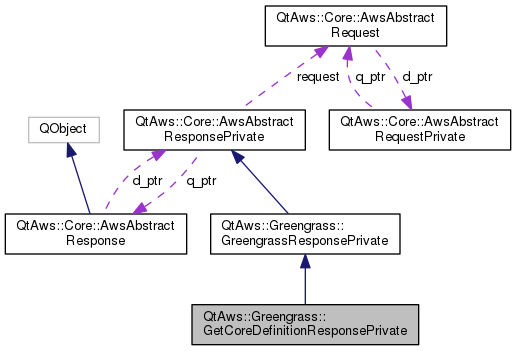 QtAws::Core::AwsAbstract
Request
request
q_ptr
d_ptr
QObject
QtAws::Core::AwsAbstract
ResponsePrivate
QtAws::Core::AwsAbstract
RequestPrivate
d_ptr
q_ptr
QtAws::Core::AwsAbstract
Response
QtAws::Greengrass::
GreengrassResponsePrivate
QtAws::Greengrass::
GetCoreDefinitionResponsePrivate